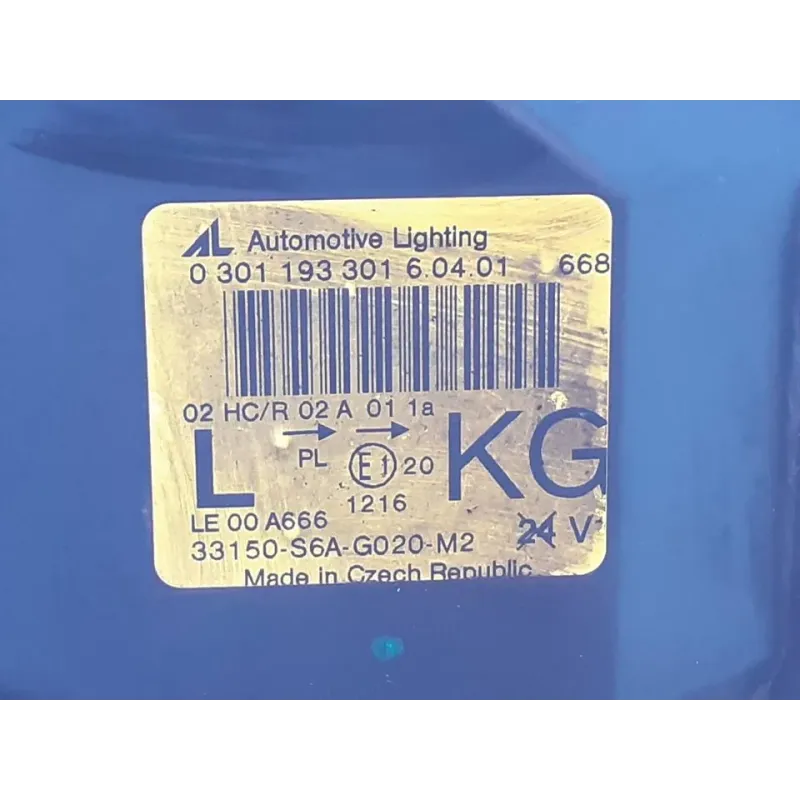 AL Automotive Lighting
0 301 193 301 6.04.01 668
02 HC/R 02 A 01 1a
L PL E1 20 KG
1216
LE 00 A666
33150-S6A-G020-M2 24 V
Made in Czech Republic